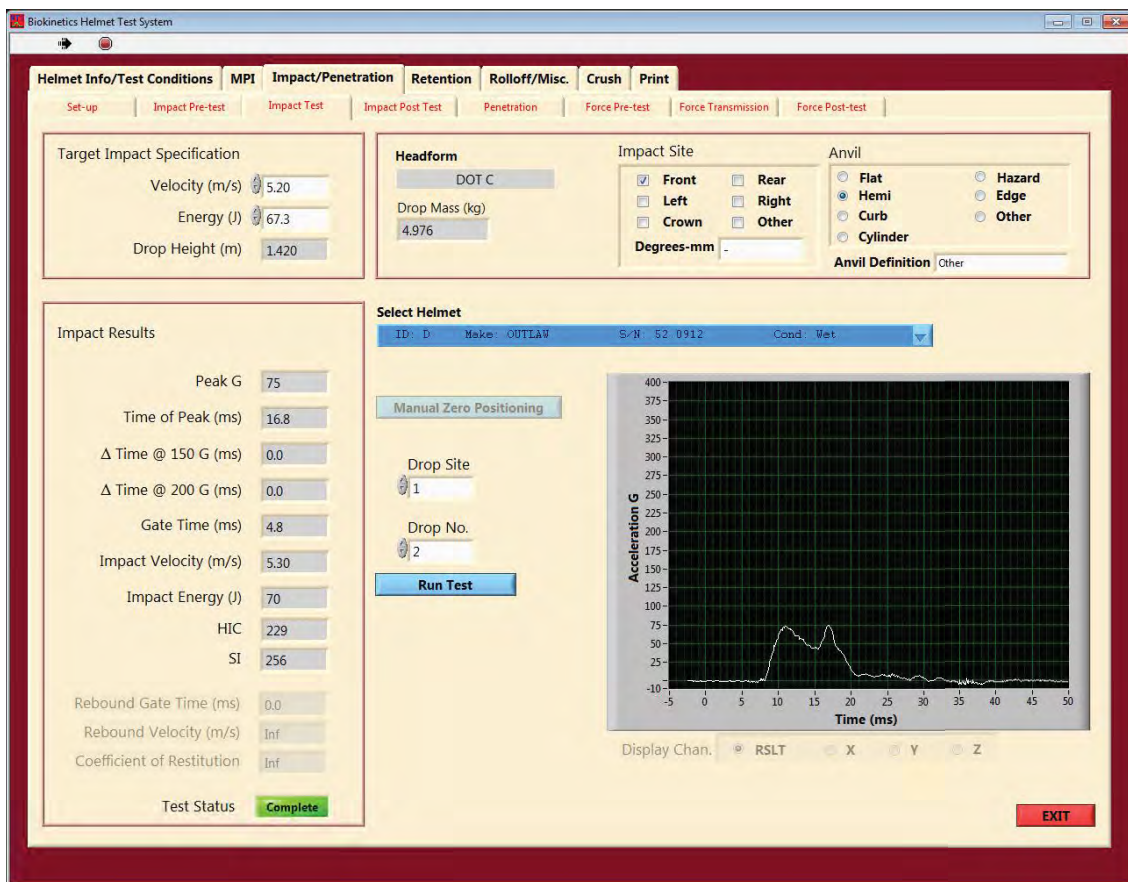 Biokinetics Helmet Test System
Helmet Info/Test Conditions MPI Impact/Penetration Retention Rolloff/Misc. Crush Print
Set-up Impact Pre-test Impact Test Impact Post Test Penetration Force Pre-test Force Transmission Force Post-test
Target Impact Specification
Velocity (m/s) 5.20
Energy (J) 67.3
Drop Height (m) 1.420
Headform
DOT C
Drop Mass (kg)
4.976
Impact Site
Front Rear
Left Right
Crown Other
Degrees-mm -
Anvil
Flat Hazard
Hemi Edge
Curb Other
Cylinder
Anvil Definition Other
Impact Results
Peak G 75
Time of Peak (ms) 16.8
Δ Time @ 150 G (ms) 0.0
Δ Time @ 200 G (ms) 0.0
Gate Time (ms) 4.8
Impact Velocity (m/s) 5.30
Impact Energy (J) 70
HIC 229
SI 256
Rebound Gate Time (ms) 0.0
Rebound Velocity (m/s) Inf
Coefficient of Restitution Inf
Test Status Complete
Select Helmet
ID: D Make: OUTLAW S/N 52 0912 Cond: Wet
Manual Zero Positioning
Drop Site
1
Drop No.
2
Run Test
Acceleration G
400
375
350
325
300
275
250
225
200
175
150
125
100
75
50
25
-10
-5 0 5 10 15 20 25 30 35 40 45 50
Time (ms)
Display Chan. RSLT X Y Z
EXIT